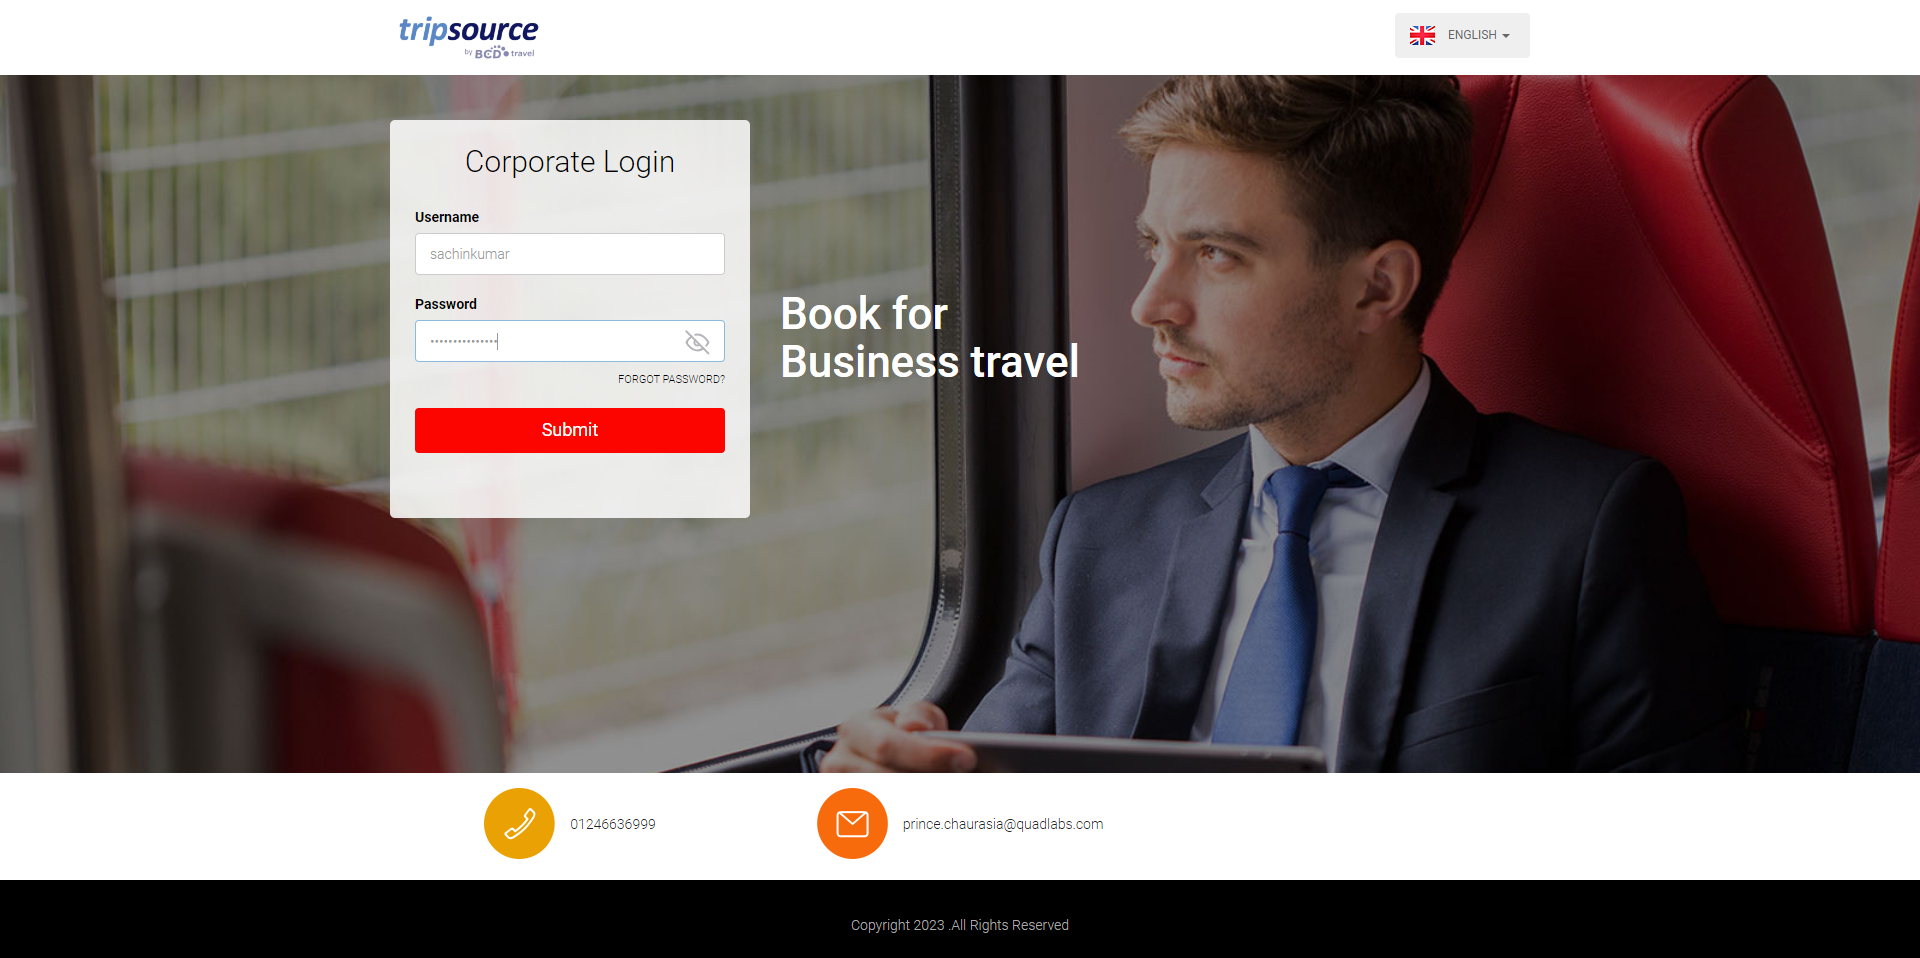 tripsource
by BCD travel
ENGLISH
Corporate Login
Username
sachinkumar
Password
FORGOT PASSWORD?
Submit
Book for
Business travel
01246636999
prince.chaurasia@quadlabs.com
Copyright 2023 .All Rights Reserved